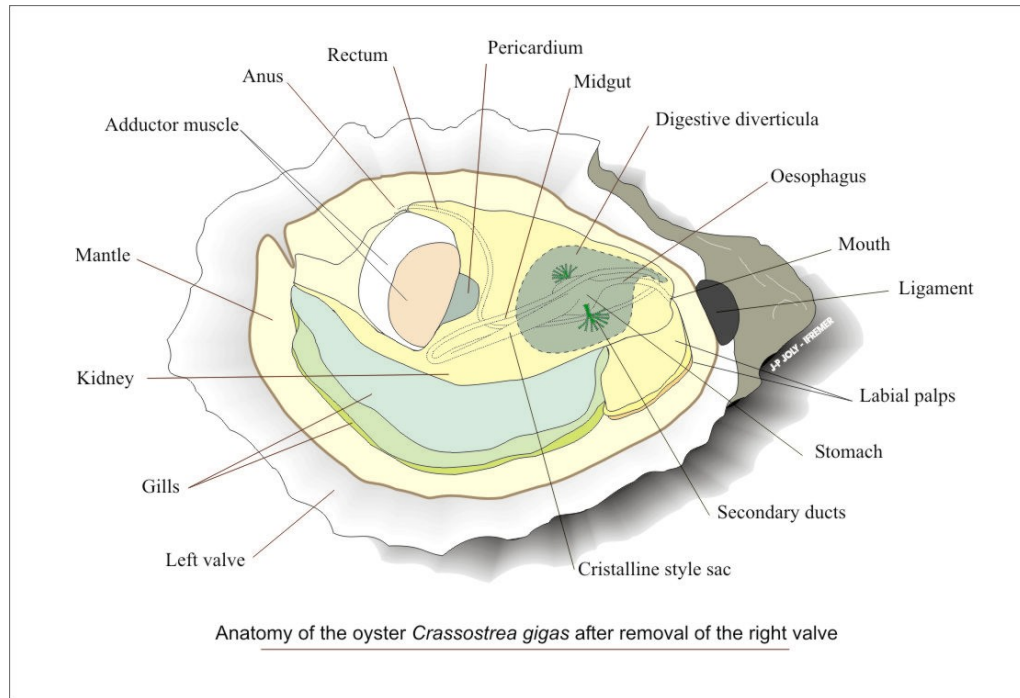 Pericardium
Rectum
Midgut
Anus
Digestive diverticula
Adductor muscle
Oesophagus
Mouth
Mantle
Ligament
J-P JOLY - IFREMER
Kidney
Labial palps
Stomach
Gills
Secondary ducts
Left valve
Cristalline style sac
Anatomy of the oyster Crassostrea gigas after removal of the right valve